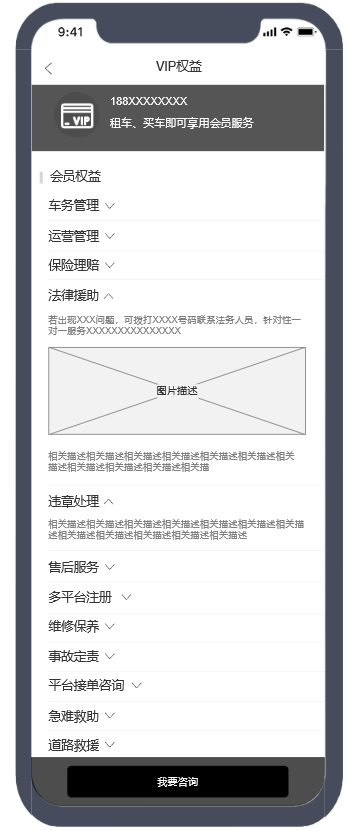 9:41
VIP权益
VIP
188XXXXXXXX
租车、买车即可享用会员服务
会员权益
车务管理
运营管理
保险理赔
法律援助
若出现XXX问题，可拨打XXXX号码联系法务人员，针对性一
对一服务XXXXXXXXXXXXXXX
图片描述
相关描述相关描述相关描述相关描述相关描述相关描述相关
描述相关描述相关描述相关描述相关描
违章处理
相关描述相关描述相关描述相关描述相关描述相关描述相关描
述相关描述相关描述相关描述相关描述相关描述
售后服务
多平台注册
维修保养
事故定责
平台接单咨询
急难救助
道路救援
我要咨询